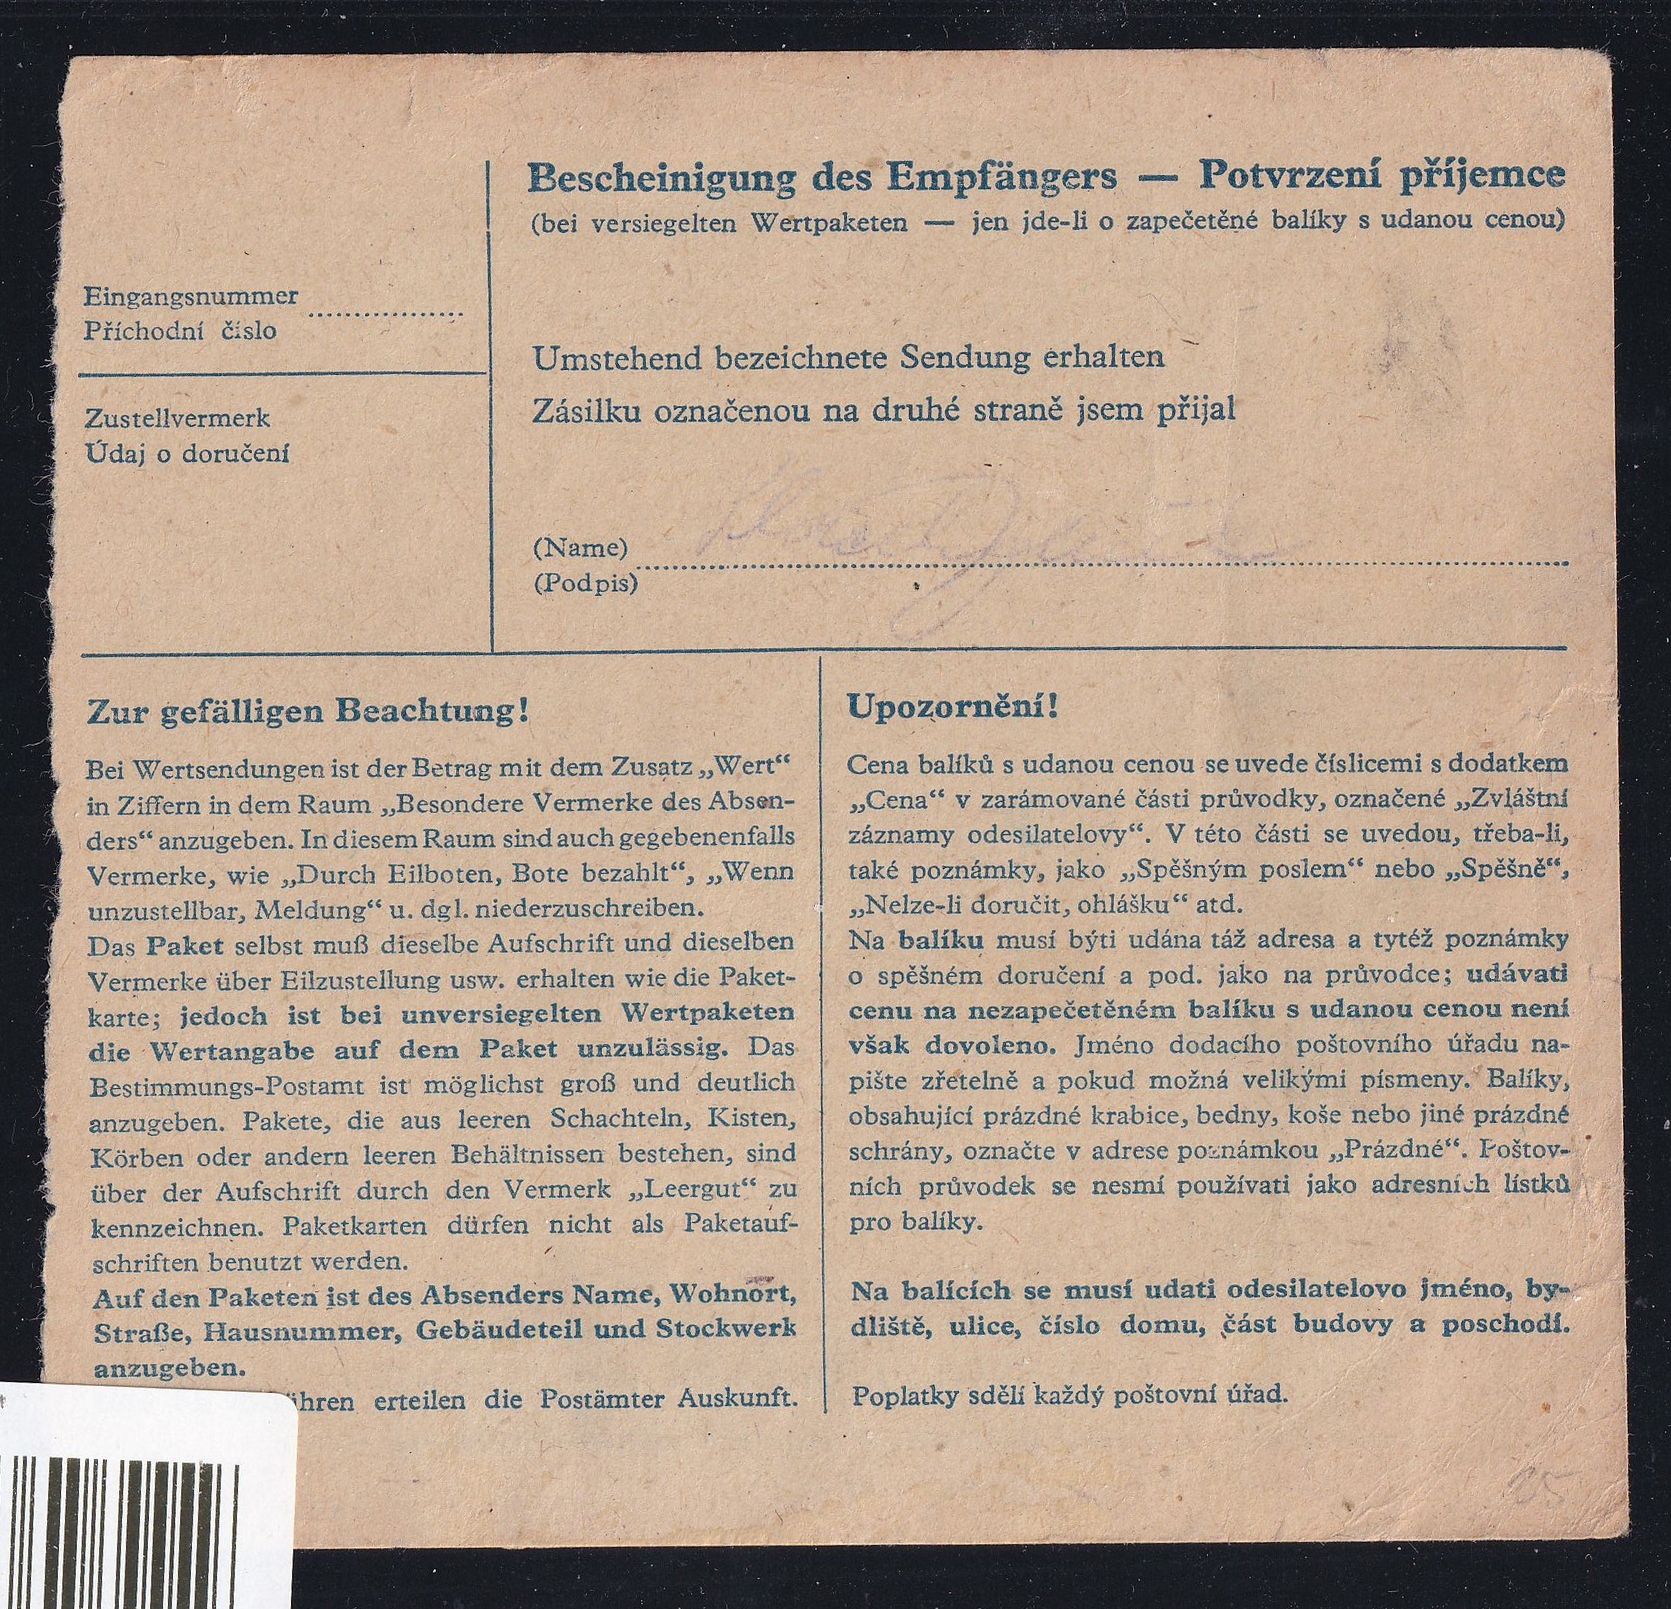 Bescheinigung des Empfängers — Potvrzení příjemce
(bei versiegelten Wertpaketen — jen jde-li o zapečetěné balíky s udanou cenou)
Eingangsnummer
Příchodní číslo
Zustellvermerk
Údaj o doručení
Umstehend bezeichnete Sendung erhalten
Zásilku označenou na druhé straně jsem přijal
(Name)
(Podpis)
Zur gefälligen Beachtung!
Bei Wertsendungen ist der Betrag mit dem Zusatz „Wert“
in Ziffern in dem Raum „Besondere Vermerke des Absen-
ders“ anzugeben. In diesem Raum sind auch gegebenenfalls
Vermerke, wie „Durch Eilboten, Bote bezahlt“, „Wenn
unzustellbar, Meldung“ u. dgl. niederzuschreiben.
Das Paket selbst muß dieselbe Aufschrift und dieselben
Vermerke über Eilzustellung usw. erhalten wie die Paket-
karte; jedoch ist bei unversiegelten Wertpaketen
die Wertangabe auf dem Paket unzulässig. Das
Bestimmungs-Postamt ist möglichst groß und deutlich
anzugeben. Pakete, die aus leeren Schachteln, Kisten,
Körben oder andern leeren Behältnissen bestehen, sind
über der Aufschrift durch den Vermerk „Leergut“ zu
kennzeichnen. Paketkarten dürfen nicht als Paketauf-
schriften benutzt werden.
Auf den Paketen ist des Absenders Name, Wohnort,
Straße, Hausnummer, Gebäudeteil und Stockwerk
anzugeben.
ühren erteilen die Postämter Auskunft.
Upozornění!
Cena balíků s udanou cenou se uvede číslicemi s dodatkem
„Cena“ v zarámované části průvodky, označené „Zvláštní
záznamy odesilatelovy“. V této části se uvedou, třeba-li,
také poznámky, jako „Spěšným poslem“ nebo „Spěšně“,
„Nelze-li doručit, ohlášku“ atd.
Na balíku musí býti udána táž adresa a tytéž poznámky
o spěšném doručení a pod. jako na průvodce; udávati
cenu na nezapečetěném balíku s udanou cenou není
však dovoleno. Jméno dodacího poštovního úřadu na-
pište zřetelně a pokud možná velikými písmeny. Balíky,
obsahující prázdné krabice, bedny, koše nebo jiné prázdné
schrány, označte v adrese poznámkou „Prázdné“. Poštov-
ních průvodek se nesmí používati jako adresních lístků
pro balíky.
Na balících se musí udati odesilatelovo jméno, by-
dliště, ulice, číslo domu, část budovy a poschodí.
Poplatky sdělí každý poštovní úřad.